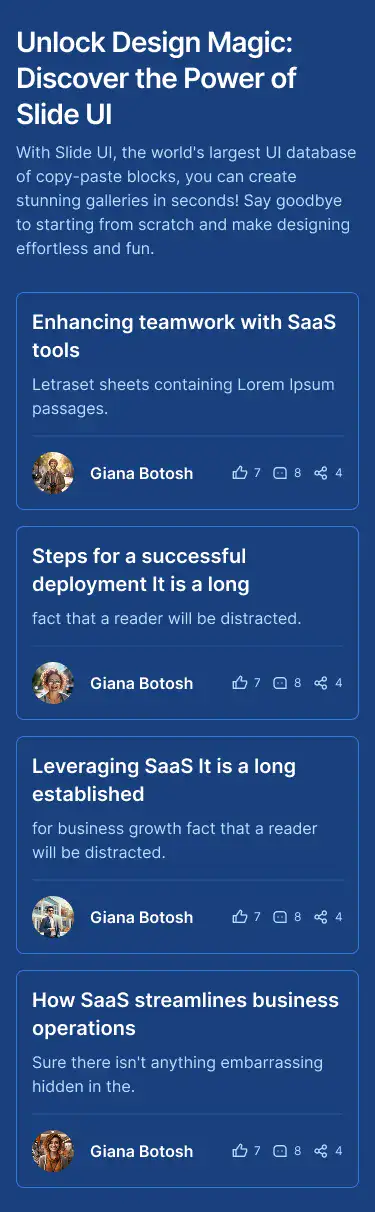 Unlock Design Magic:
Discover the Power of
Slide UI
With Slide UI, the world's largest UI database
of copy-paste blocks, you can create
stunning galleries in seconds! Say goodbye
to starting from scratch and make designing
effortless and fun.
Enhancing teamwork with SaaS
tools
Letraset sheets containing Lorem Ipsum
passages.
Giana Botosh 7 8 4
Steps for a successful
deployment It is a long
fact that a reader will be distracted.
Giana Botosh 7 8 4
Leveraging SaaS It is a long
established
for business growth fact that a reader
will be distracted.
Giana Botosh 7 8 4
How SaaS streamlines business
operations
Sure there isn't anything embarrassing
hidden in the.
Giana Botosh 7 8 4